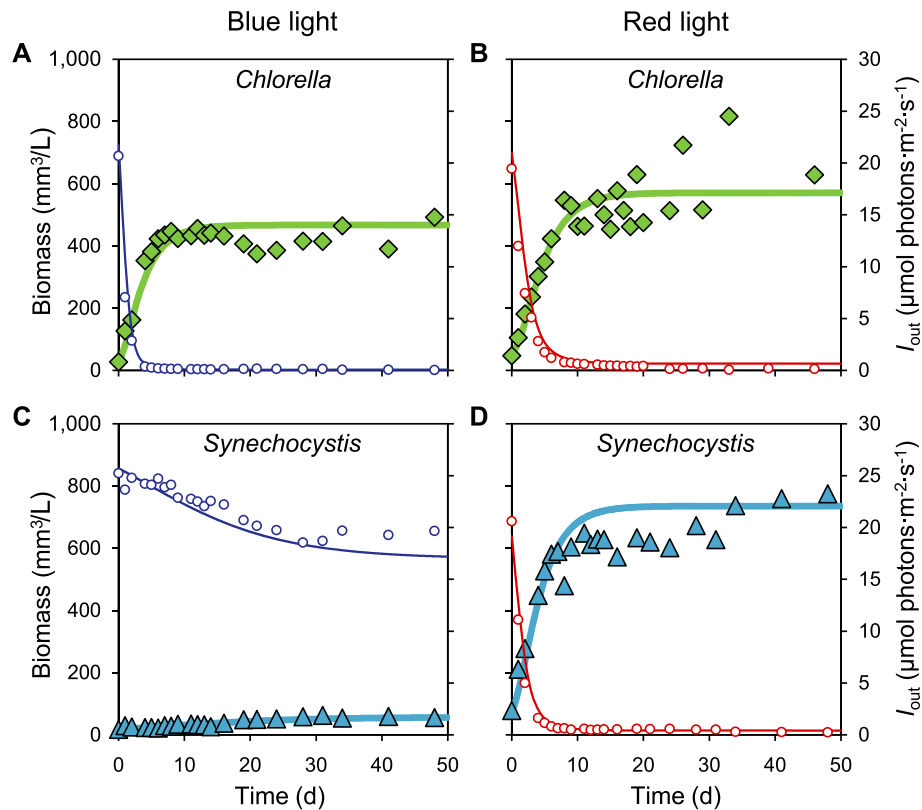 Blue light
Red light
A
B
1,000
800
600
400
200
0
Chlorella
Chlorella
30
25
20
15
10
5
0
Biomass (mm³/L)
Iout (µmol photons·m-2·s-1)
C
D
1,000
800
600
400
200
0
Synechocystis
Synechocystis
30
25
20
15
10
5
0
Biomass (mm³/L)
Iout (µmol photons·m-2·s-1)
0 10 20 30 40 50
0 10 20 30 40 50
Time (d)
Time (d)